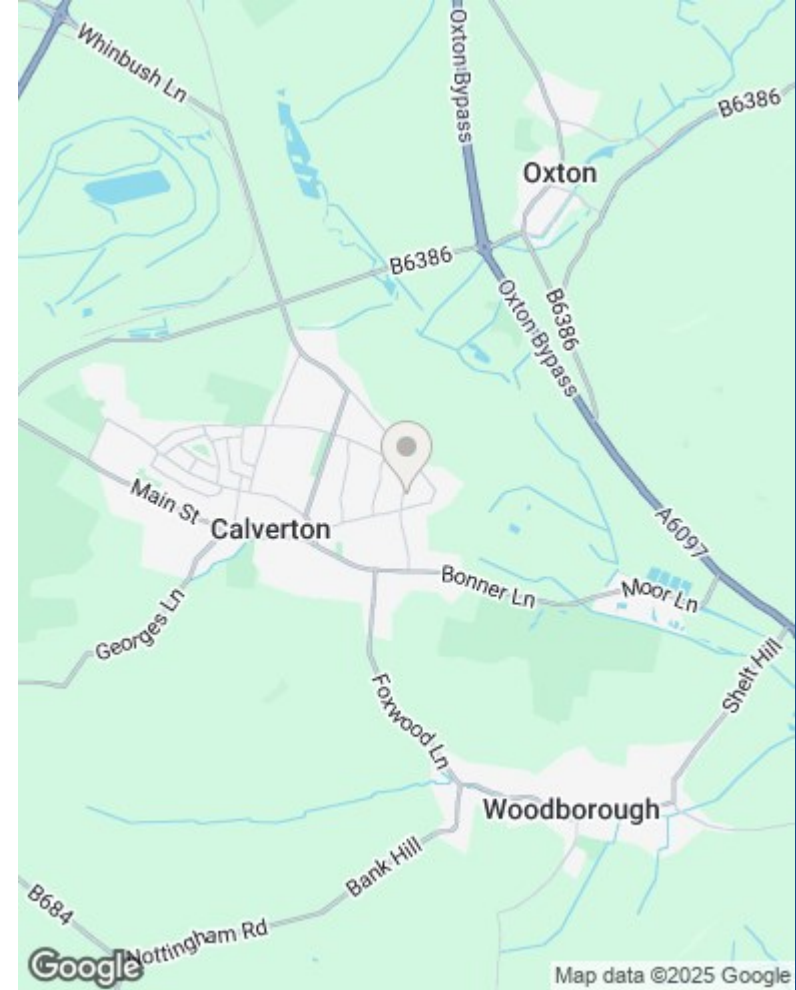 Whinbush Ln
Oxton Bypass
B6386
Oxton
B6386
Oxton Bypass
B6386
Main St
Calverton
A6097
Bonner Ln
Moor Ln
Georges Ln
Shelt Hill
Foxwood Ln
Woodborough
Bank Hill
B684
Nottingham Rd
Google
Map data ©2025 Google